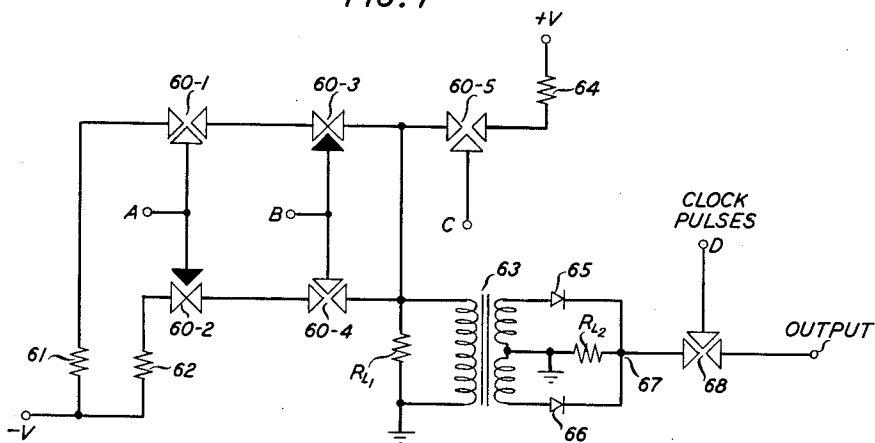 FIG. 1
+V
60-1
60-3
60-5
64
A
B
C
CLOCK
PULSES
D
63
65
60-2
60-4
61
62
RL1
RL2
67
68
OUTPUT
-V
66